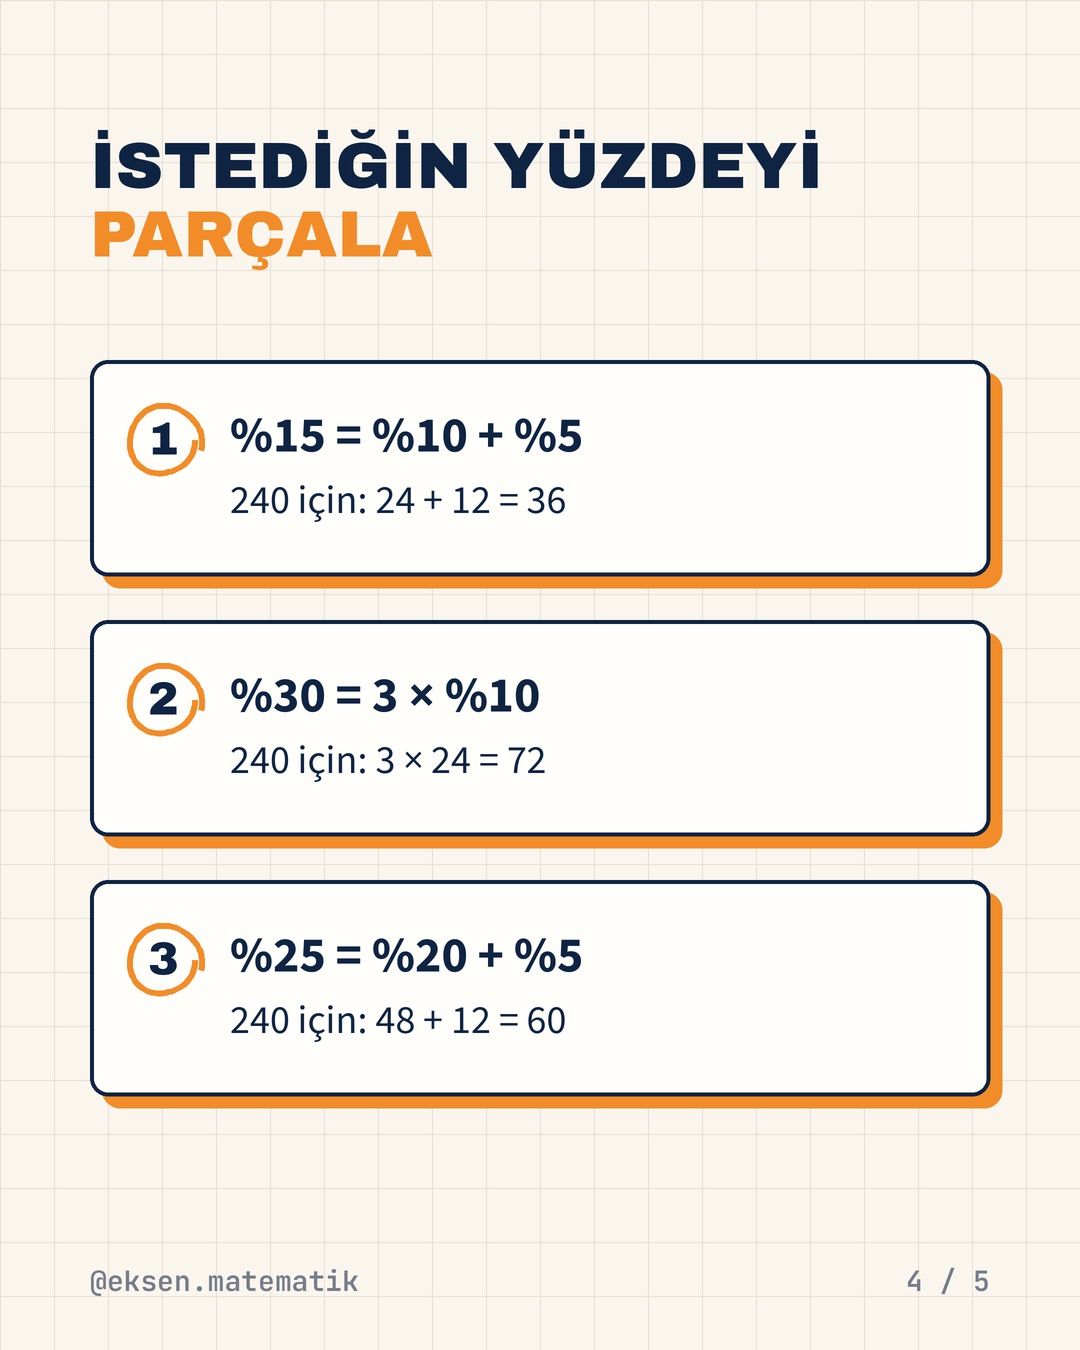 İSTEDİĞİN YÜZDEYİ
PARÇALA
1
%15 = %10 + %5
240 için: 24 + 12 = 36
2
%30 = 3 × %10
240 için: 3 × 24 = 72
3
%25 = %20 + %5
240 için: 48 + 12 = 60
@eksen.matematik
4 / 5